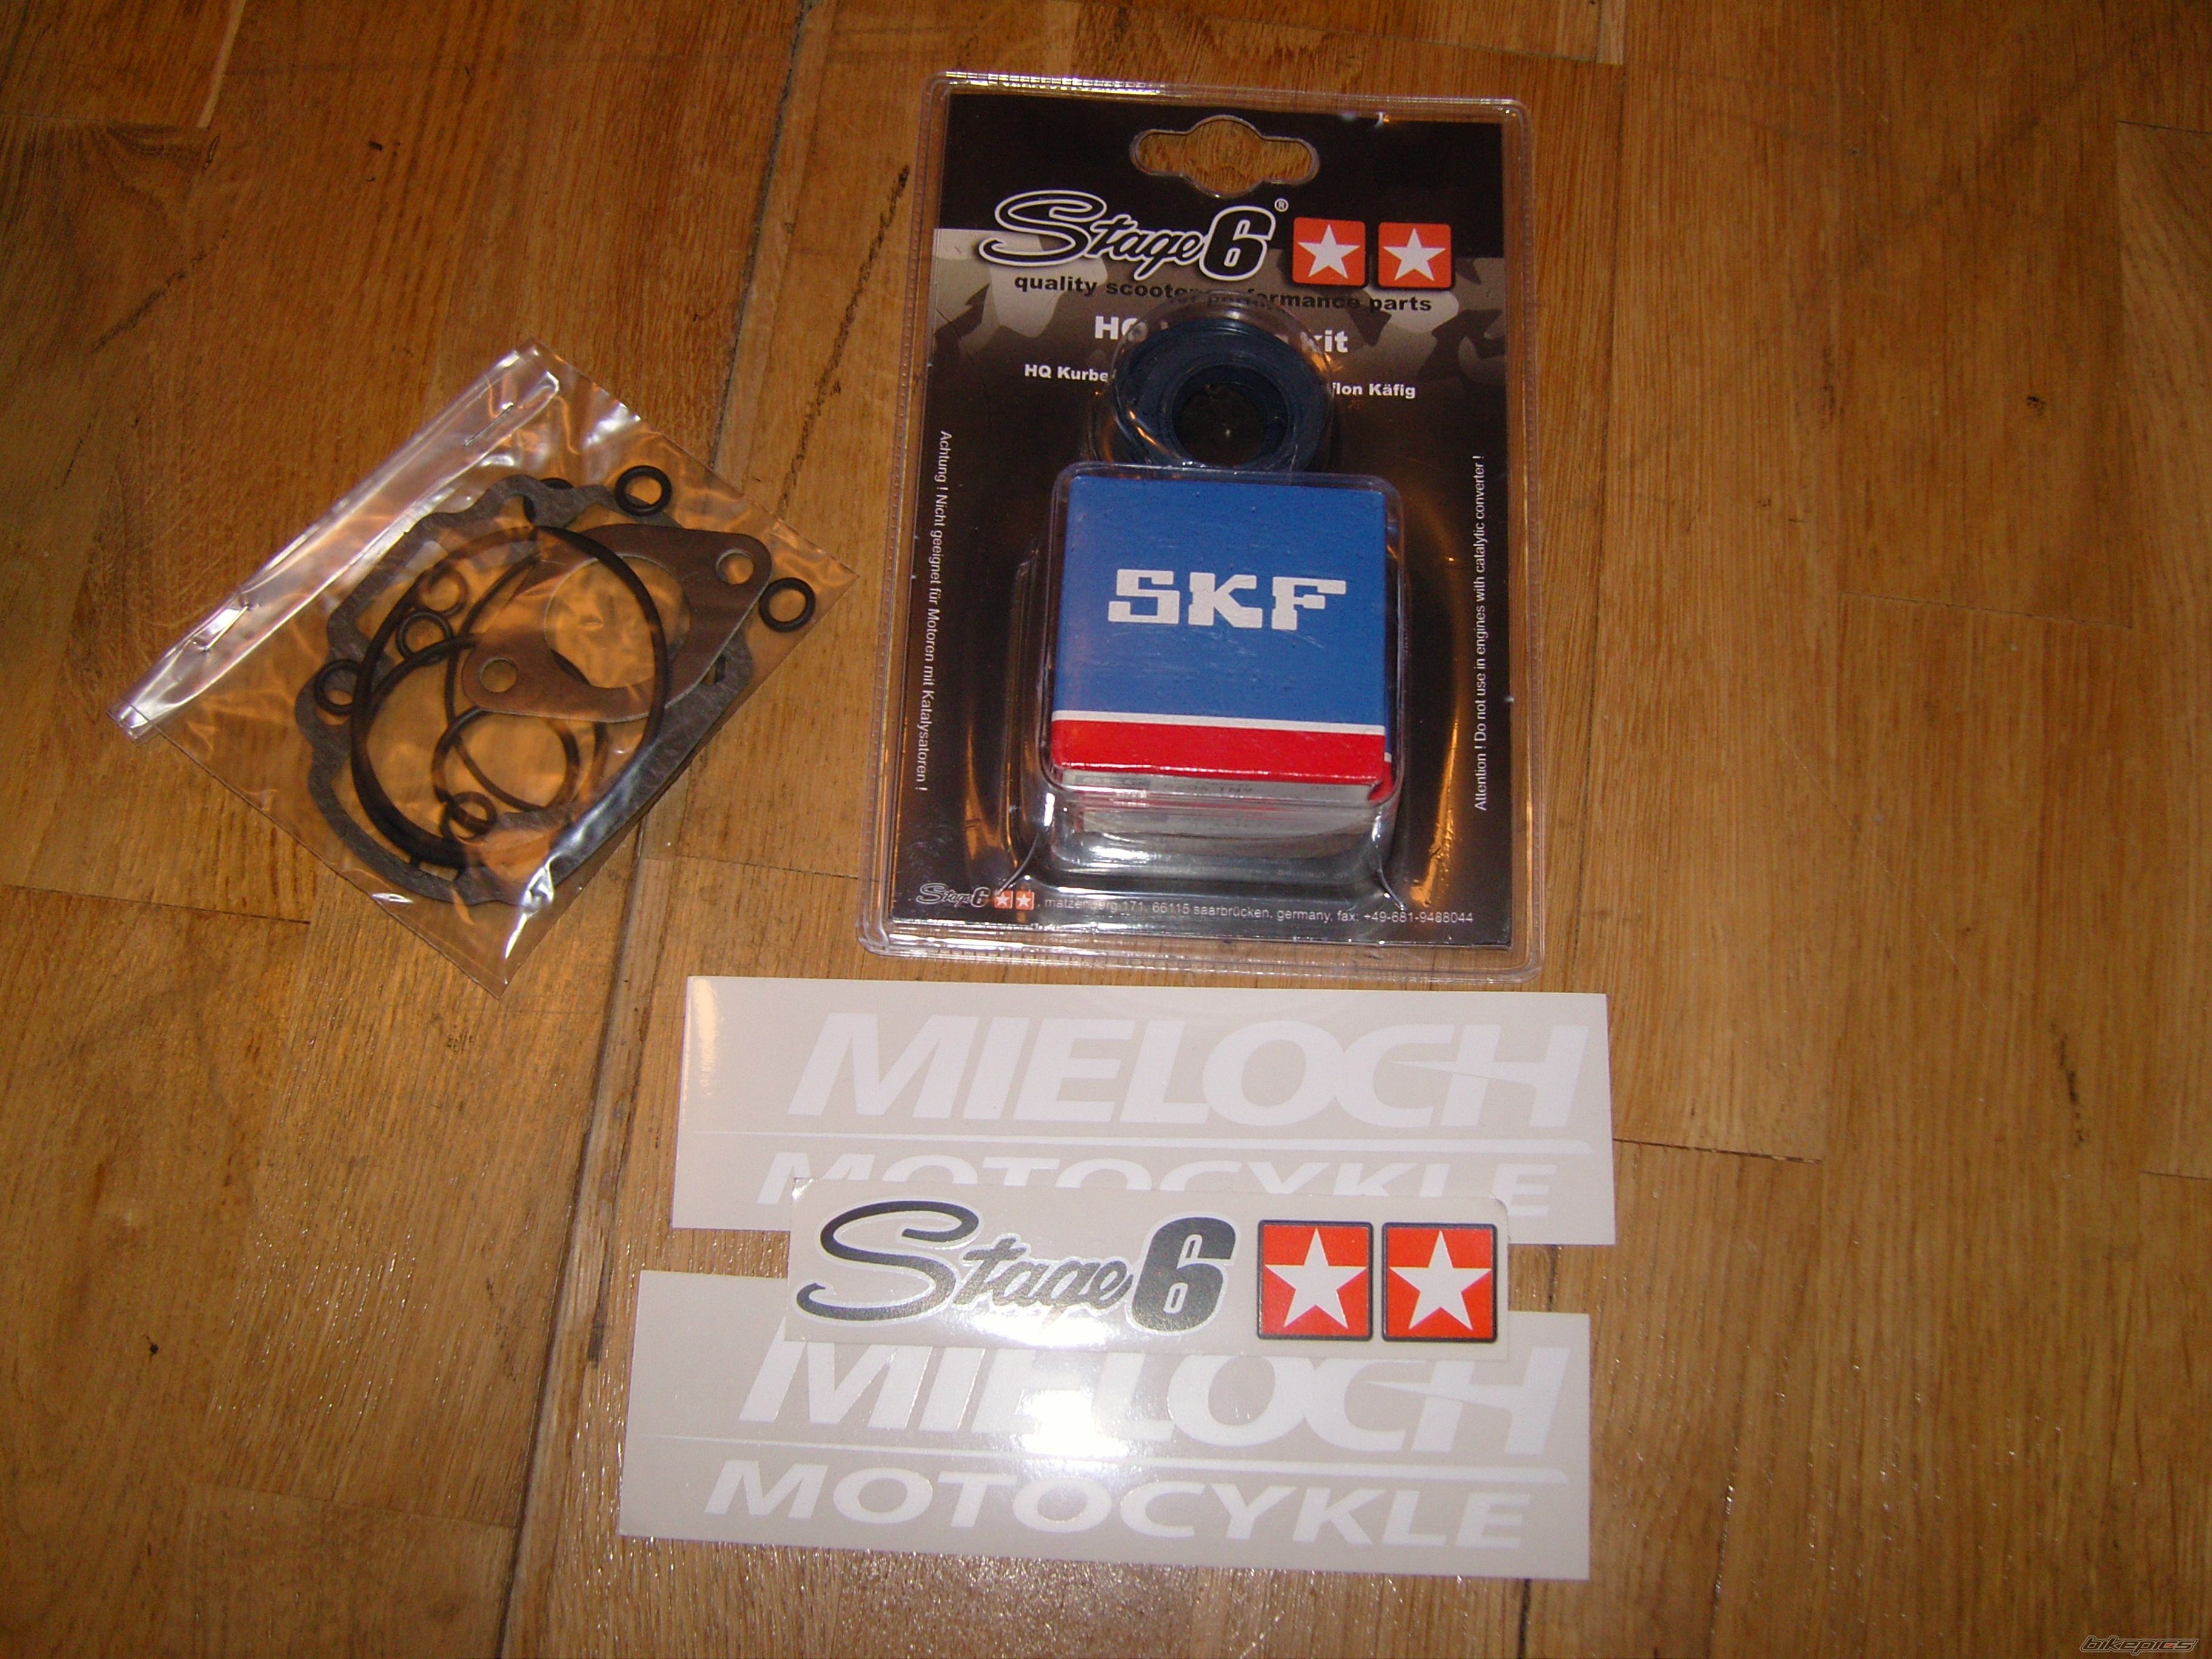 Stage6®
quality scooter performance parts
HQ kit
HQ Kurbe flon Käfig
Achtung ! Nicht geeignet für Motoren mit Katalysatoren !
Attention ! Do not use in engines with catalytic converter !
SKF
TN9
Stage6 matzenberg 171, 66115 saarbrücken, germany, fax: +49-681-9488044
MIELOCH
MOTOCYKLE
Stage6
MIELOCH
MOTOCYKLE
bikepics